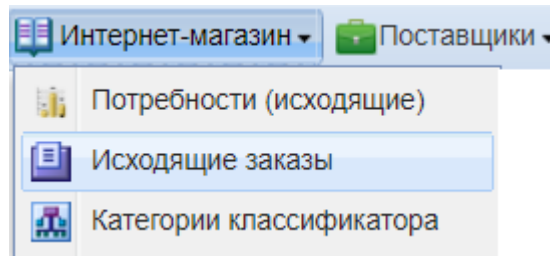 Интернет-магазин Поставщики
Потребности (исходящие)
Исходящие заказы
Категории классификатора